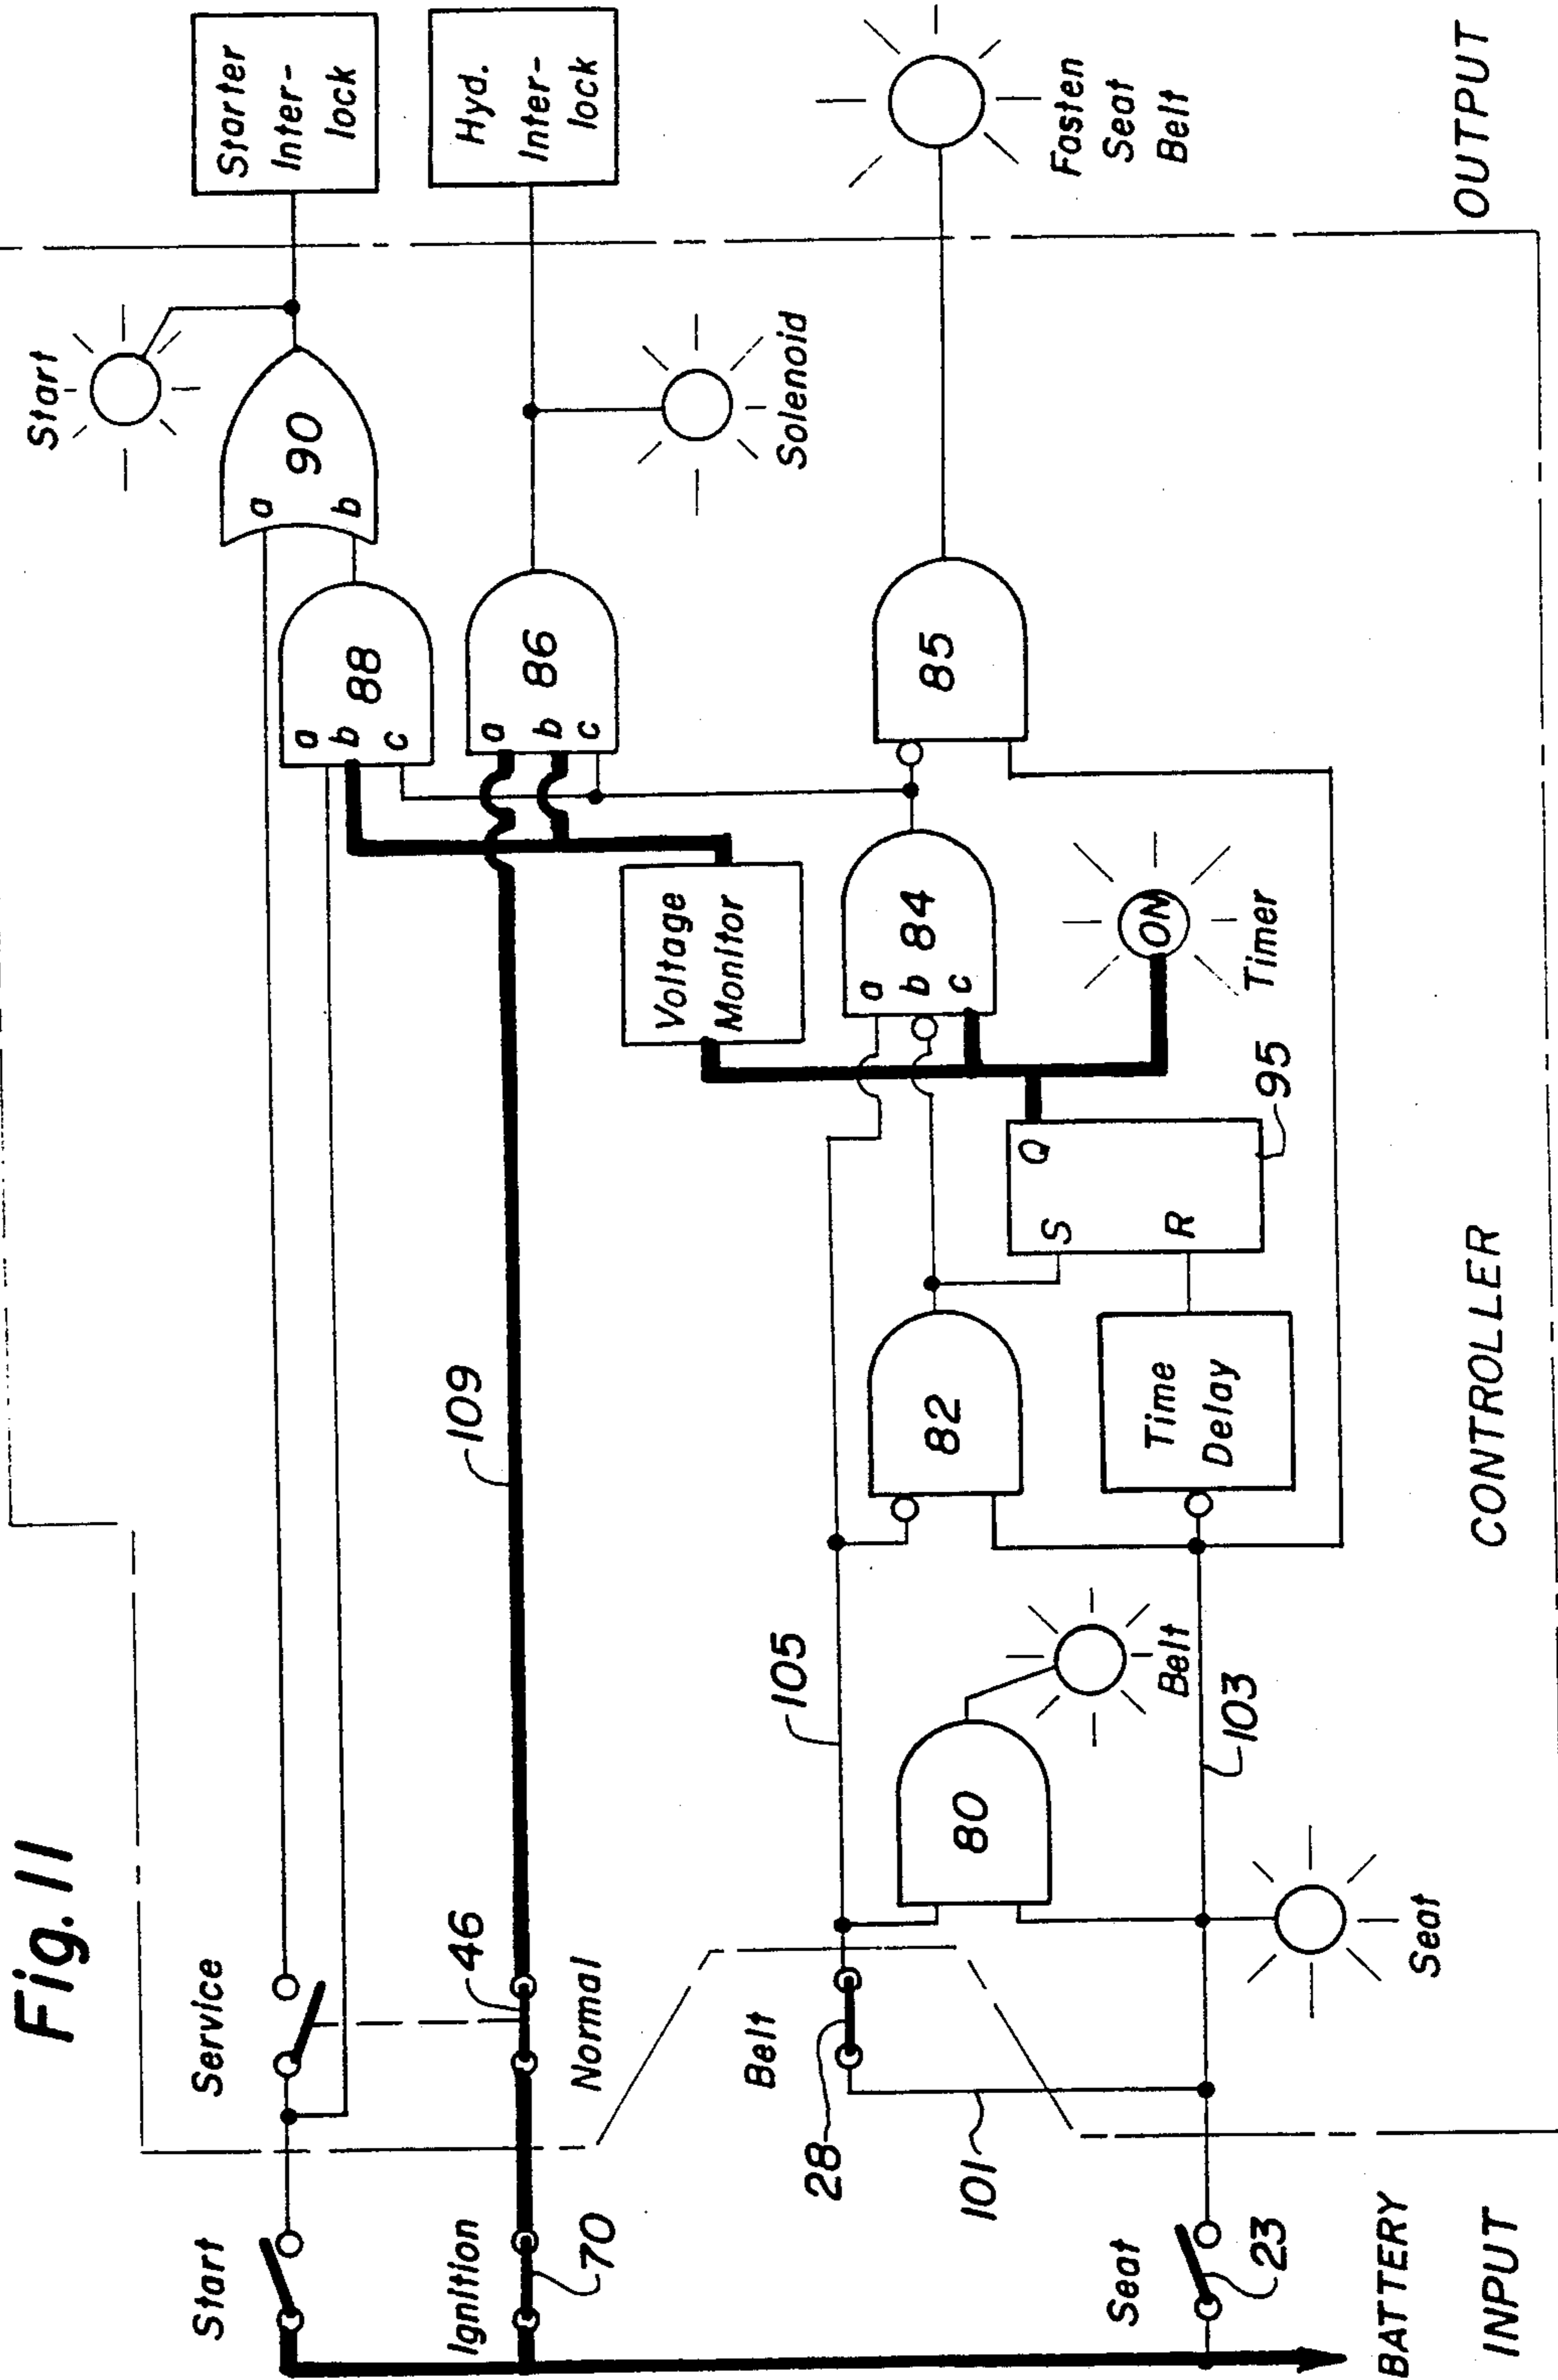 Fig. 11
Start
Service
Start
a
b
90
Starter
Inter-
lock
a
b
c
88
Ignition
70
46
Normal
109
a
b
c
86
Hyd.
Inter-
lock
Solenoid
Voltage
Monitor
Belt
28
101
105
80
Belt
103
82
Time
Delay
a
b
c
84
S
R
Q
95
ON
Timer
85
Fasten
Seat
Belt
Seat
23
Seat
BATTERY
INPUT
CONTROLLER
OUTPUT